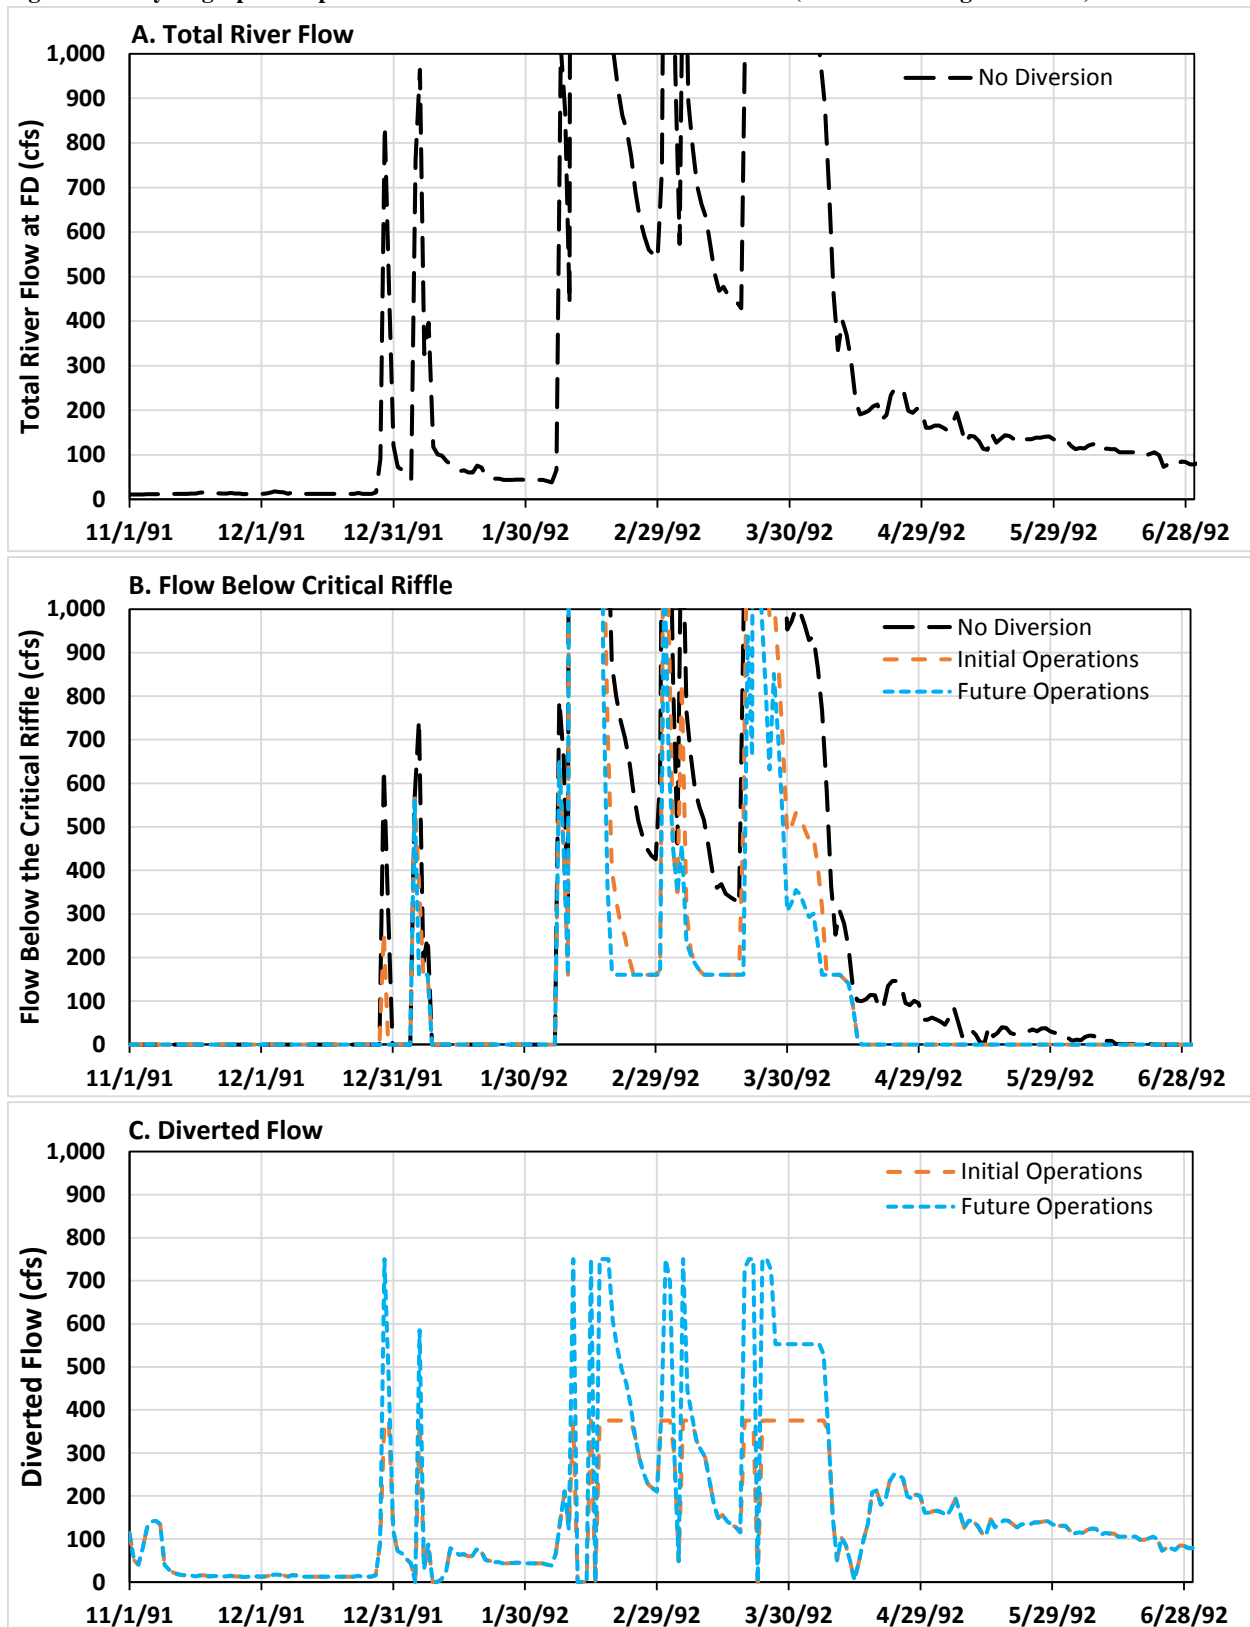 A. Total River Flow
1,000
900
800
700
600
500
400
300
200
100
0
Total River Flow at FD (cfs)
No Diversion
11/1/91 12/1/91 12/31/91 1/30/92 2/29/92 3/30/92 4/29/92 5/29/92 6/28/92
B. Flow Below Critical Riffle
1,000
900
800
700
600
500
400
300
200
100
0
Flow Below the Critical Riffle (cfs)
No Diversion
Initial Operations
Future Operations
11/1/91 12/1/91 12/31/91 1/30/92 2/29/92 3/30/92 4/29/92 5/29/92 6/28/92
C. Diverted Flow
1,000
900
800
700
600
500
400
300
200
100
0
Diverted Flow (cfs)
Initial Operations
Future Operations
11/1/91 12/1/91 12/31/91 1/30/92 2/29/92 3/30/92 4/29/92 5/29/92 6/28/92